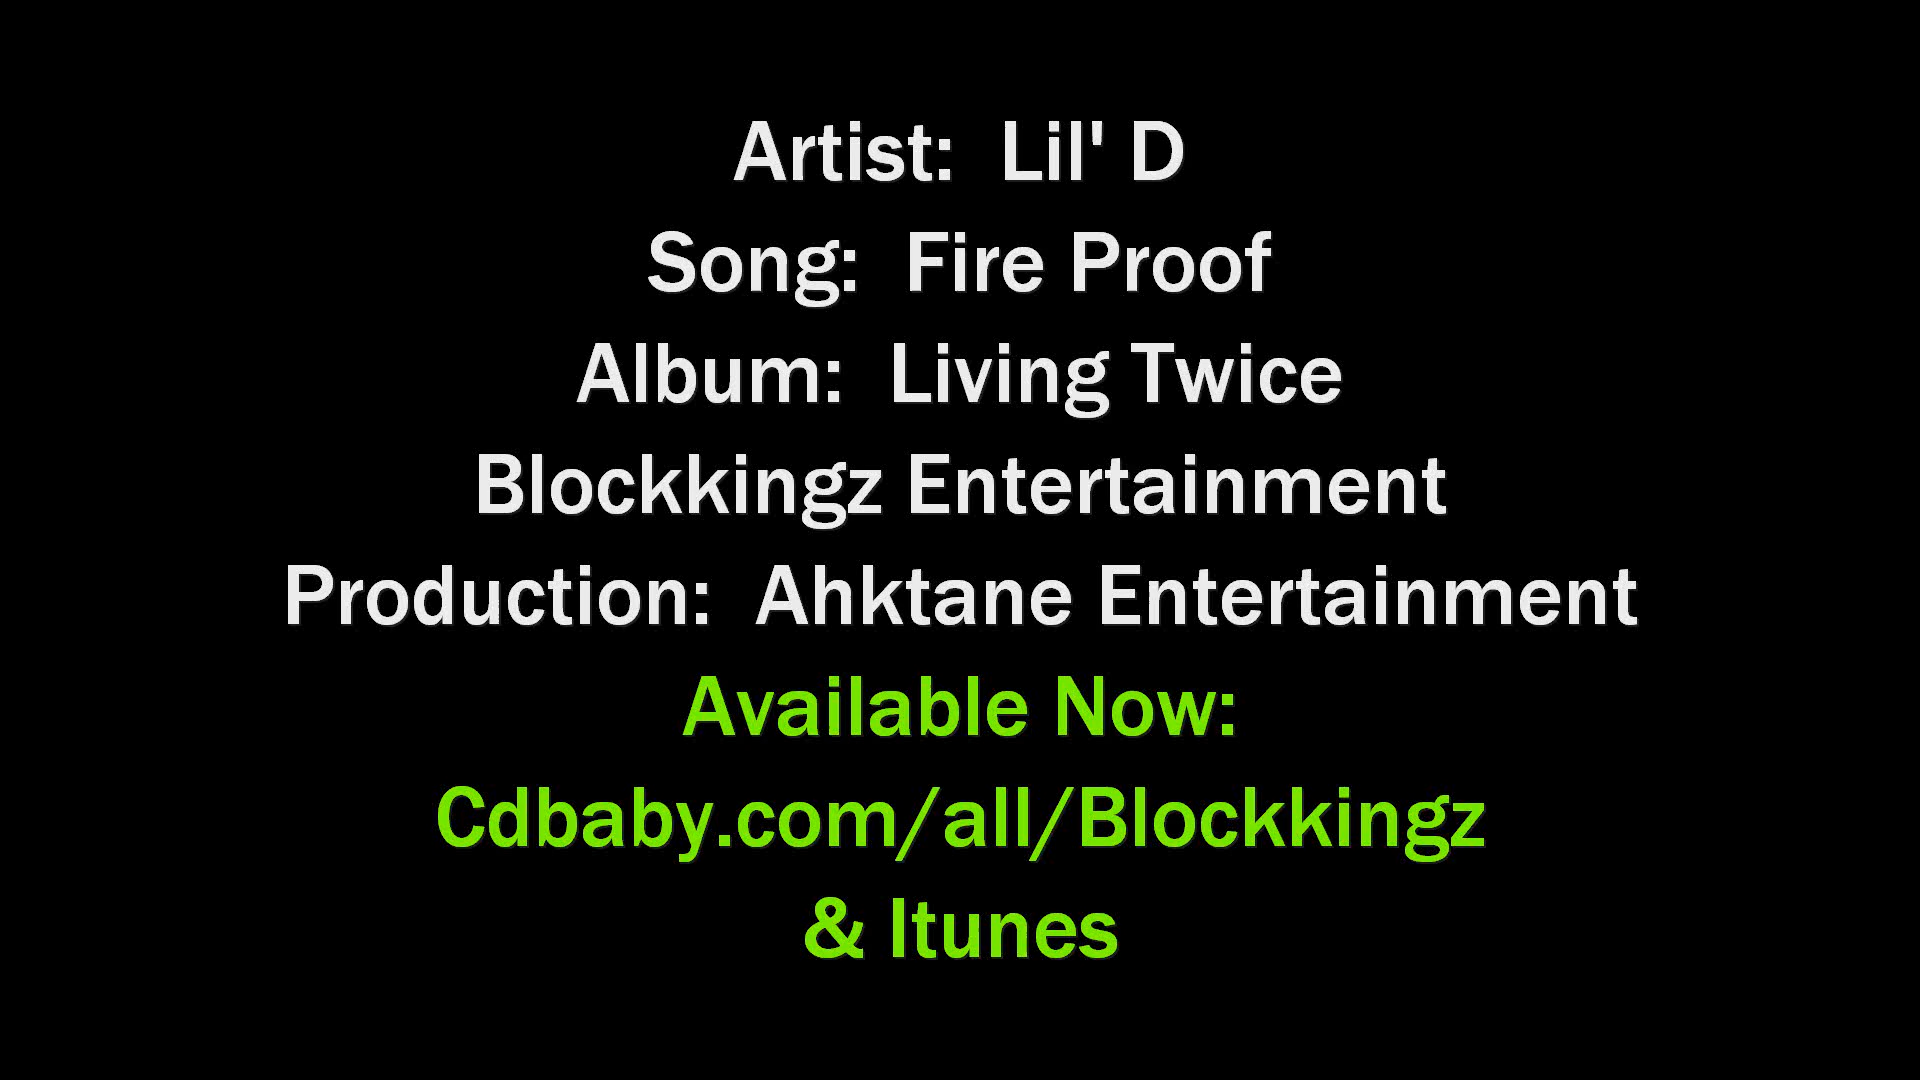 Artist:  Lil' D
Song:  Fire Proof
Album:  Living Twice
Blockkingz Entertainment
Production:  Ahktane Entertainment
Available Now:
Cdbaby.com/all/Blockkingz
& Itunes